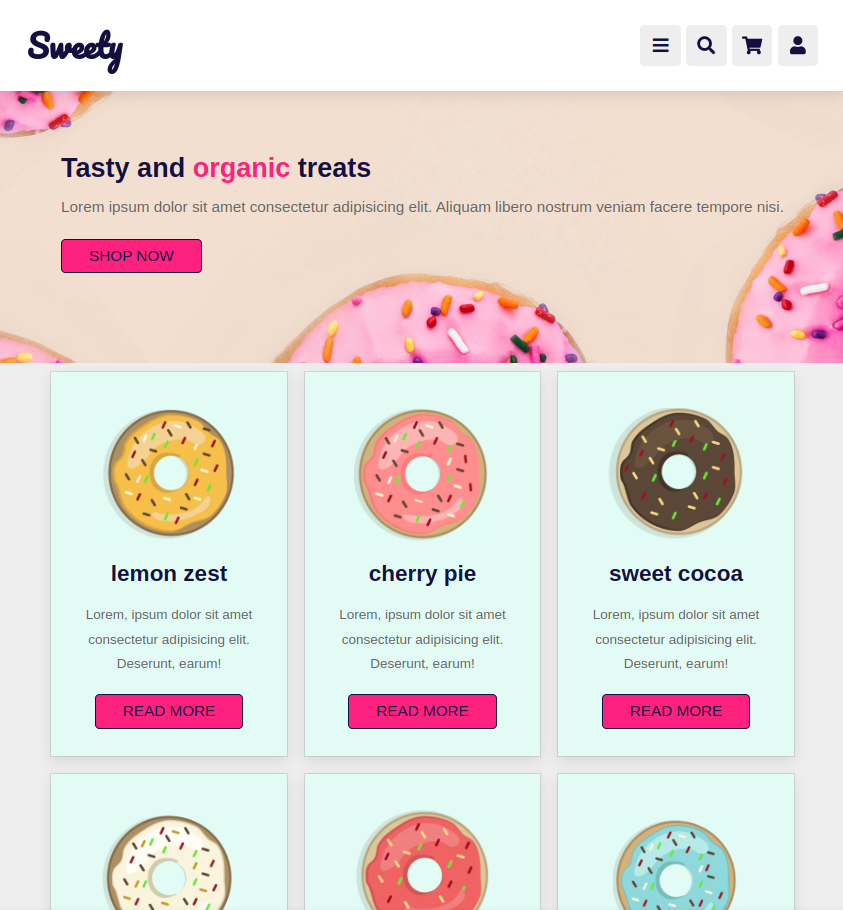 Sweety
Tasty and organic treats
Lorem ipsum dolor sit amet consectetur adipisicing elit. Aliquam libero nostrum veniam facere tempore nisi.
SHOP NOW
lemon zest
Lorem, ipsum dolor sit amet
consectetur adipisicing elit.
Deserunt, earum!
READ MORE
cherry pie
Lorem, ipsum dolor sit amet
consectetur adipisicing elit.
Deserunt, earum!
READ MORE
sweet cocoa
Lorem, ipsum dolor sit amet
consectetur adipisicing elit.
Deserunt, earum!
READ MORE